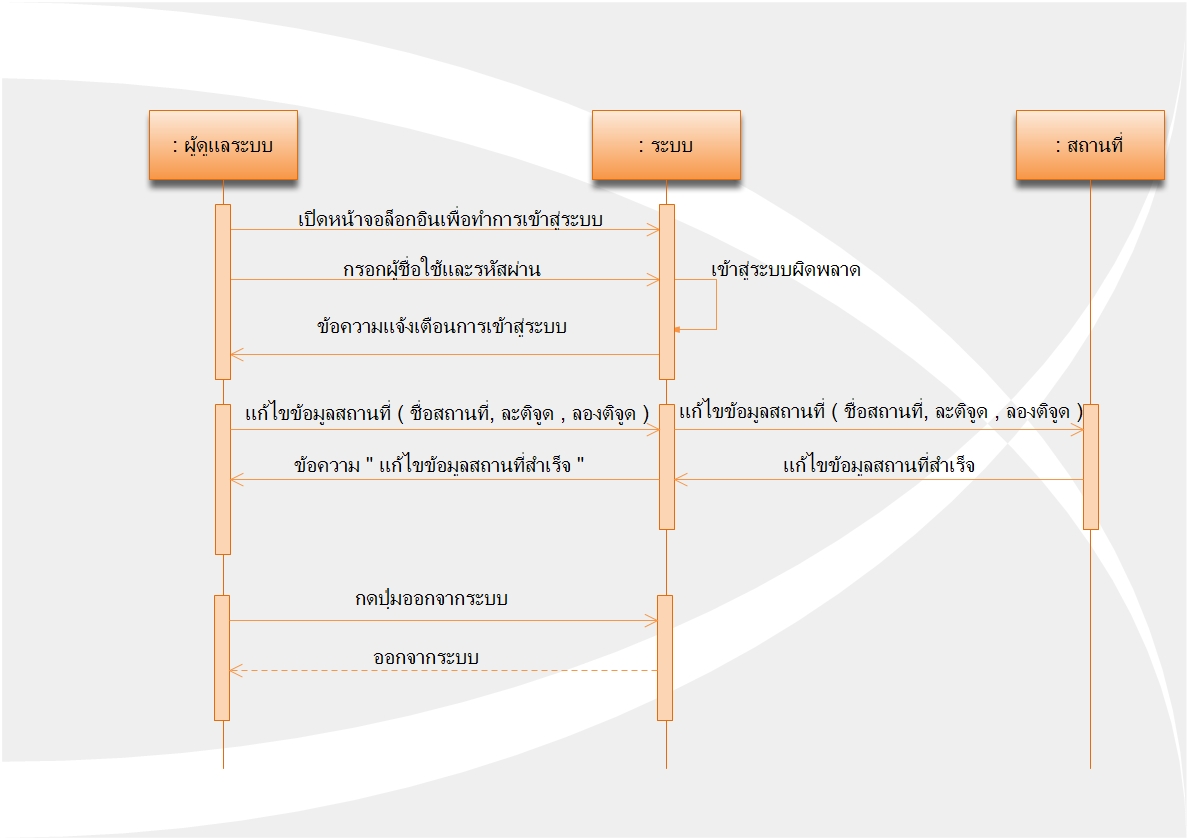 : ผู้ดูแลระบบ
: ระบบ
: สถานที่
เปิดหน้าจอล็อกอินเพื่อทำการเข้าสู่ระบบ
กรอกผู้ชื่อใช้และรหัสผ่าน
เข้าสู่ระบบผิดพลาด
ข้อความแจ้งเตือนการเข้าสู่ระบบ
แก้ไขข้อมูลสถานที่ ( ชื่อสถานที่, ละติจูด , ลองติจูด )
แก้ไขข้อมูลสถานที่ ( ชื่อสถานที่, ละติจูด , ลองติจูด )
ข้อความ " แก้ไขข้อมูลสถานที่สำเร็จ "
แก้ไขข้อมูลสถานที่สำเร็จ
กดปุ่มออกจากระบบ
ออกจากระบบ